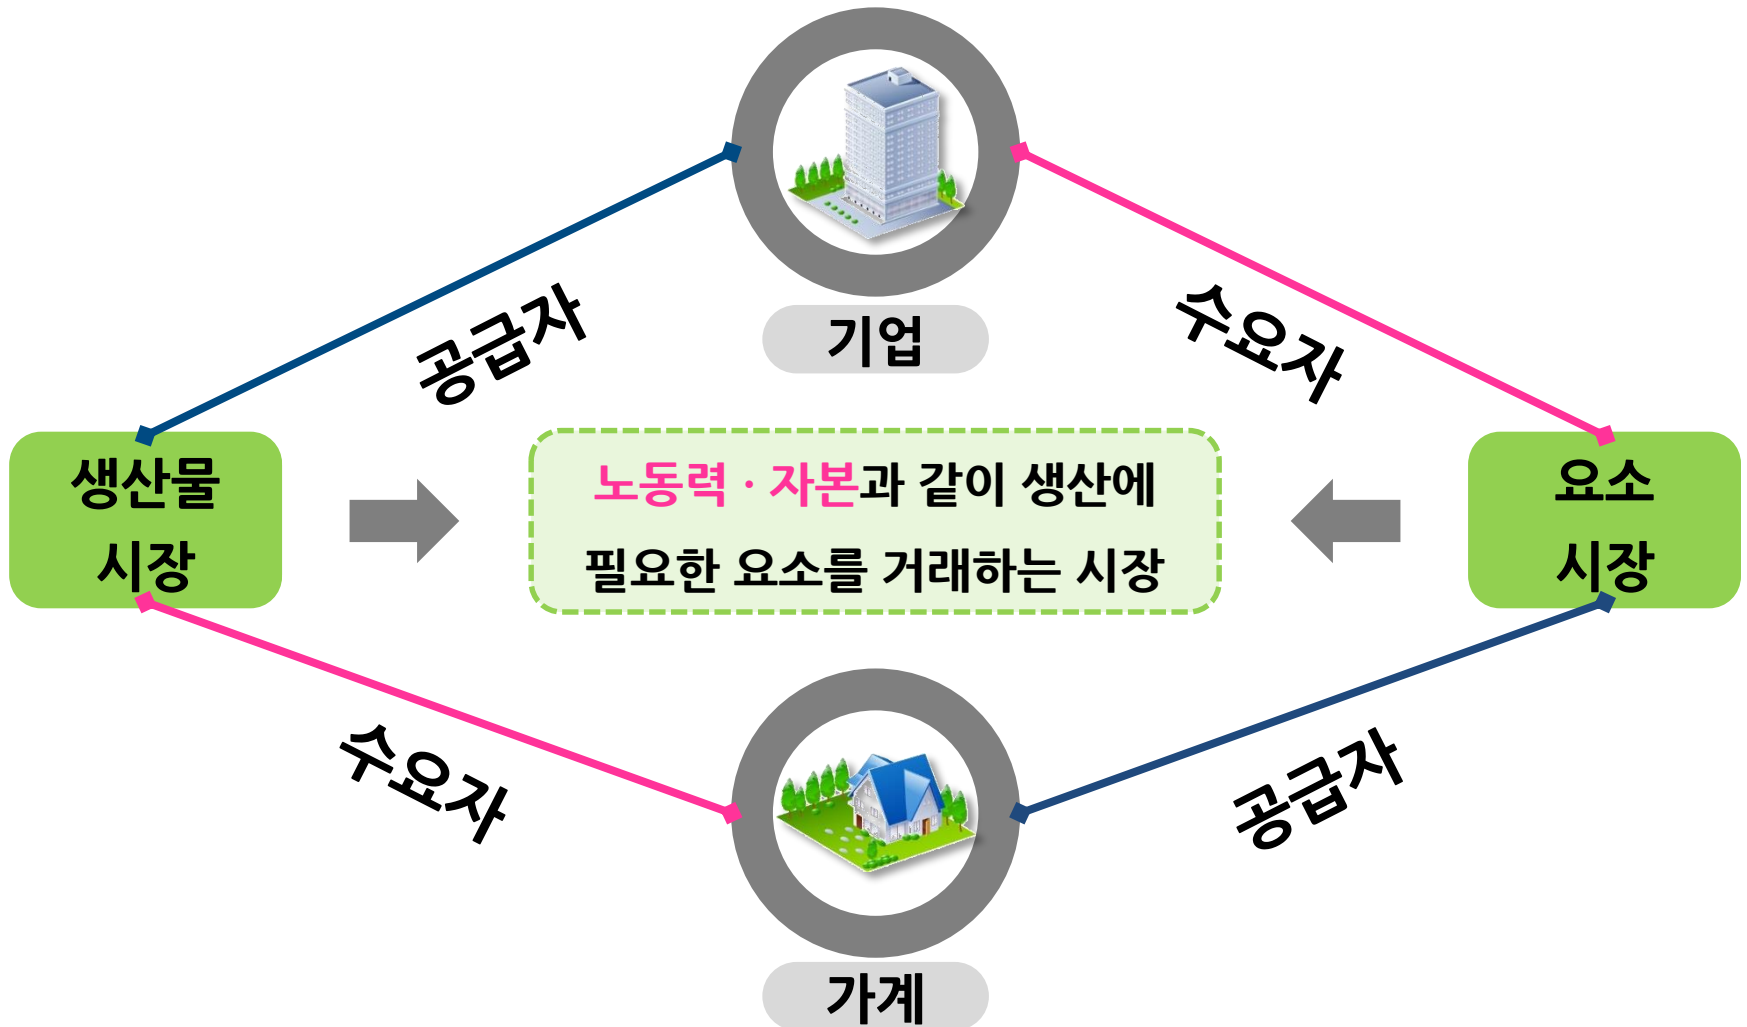 기업
공급자
수요자
생산물
시장
노동력 · 자본과 같이 생산에
필요한 요소를 거래하는 시장
요소
시장
수요자
공급자
가계